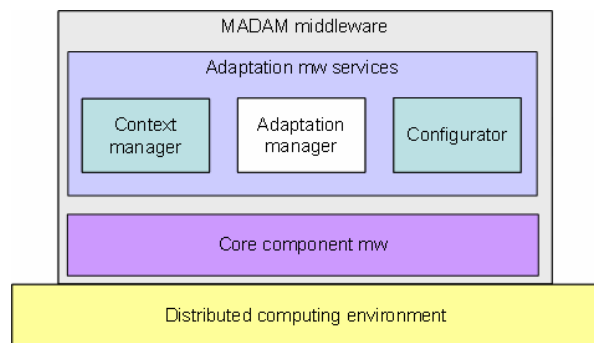 MADAM middleware
Adaptation mw services
Context
manager
Adaptation
manager
Configurator
Core component mw
Distributed computing environment